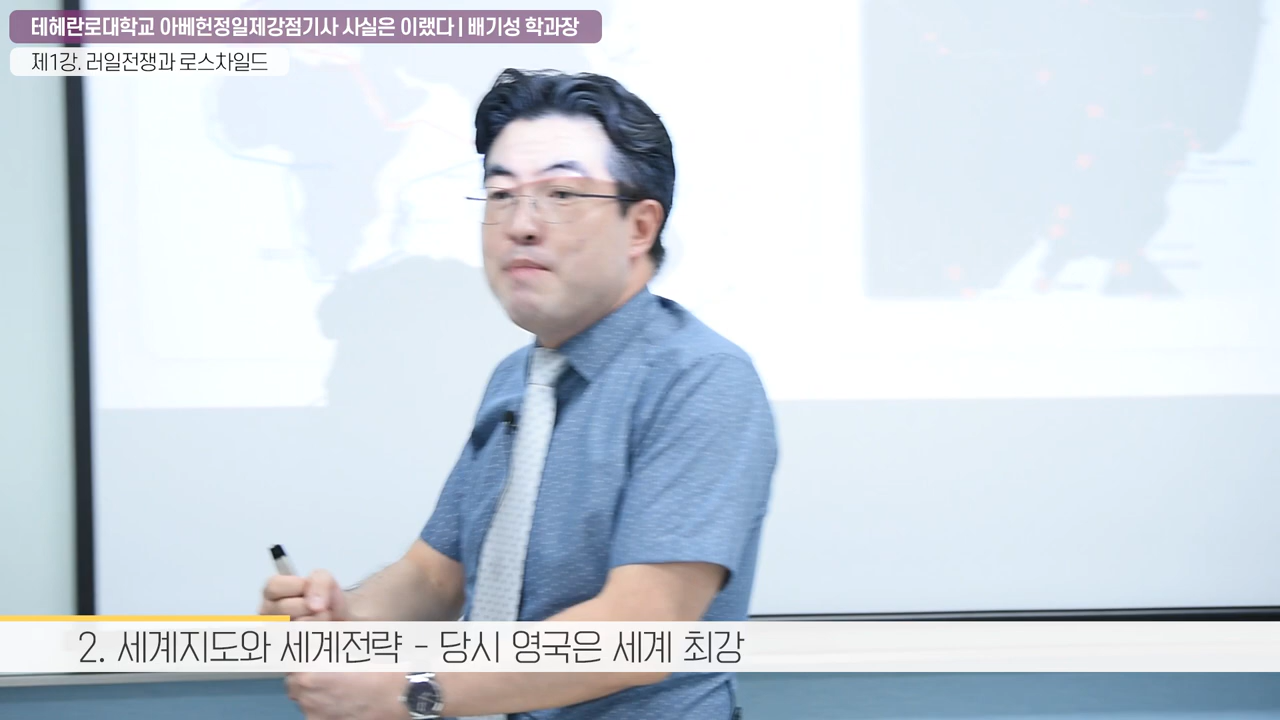 테헤란로대학교 아베헌정일제강점기사 사실은 이랬다 | 배기성 학과장
제1강. 러일전쟁과 로스차일드
2. 세계지도와 세계전략 - 당시 영국은 세계 최강